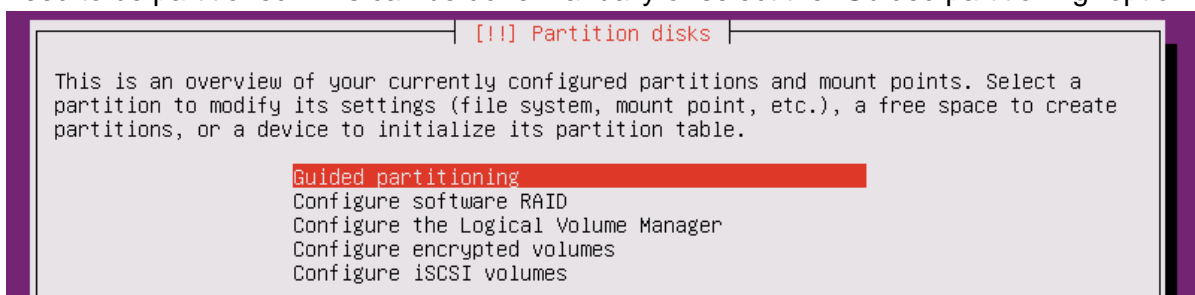 [!!] Partition disks
This is an overview of your currently configured partitions and mount points. Select a
partition to modify its settings (file system, mount point, etc.), a free space to create
partitions, or a device to initialize its partition table.
Guided partitioning
Configure software RAID
Configure the Logical Volume Manager
Configure encrypted volumes
Configure iSCSI volumes